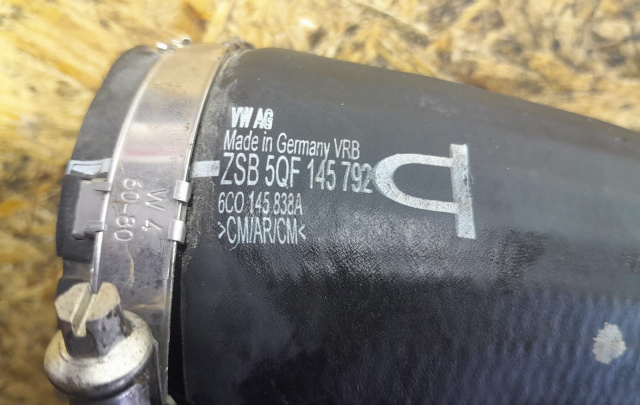 VW AG
Made in Germany VRB
ZSB 5QF 145 792
6C0 145 838A
>CM/AR/CM<
W 4
60-80